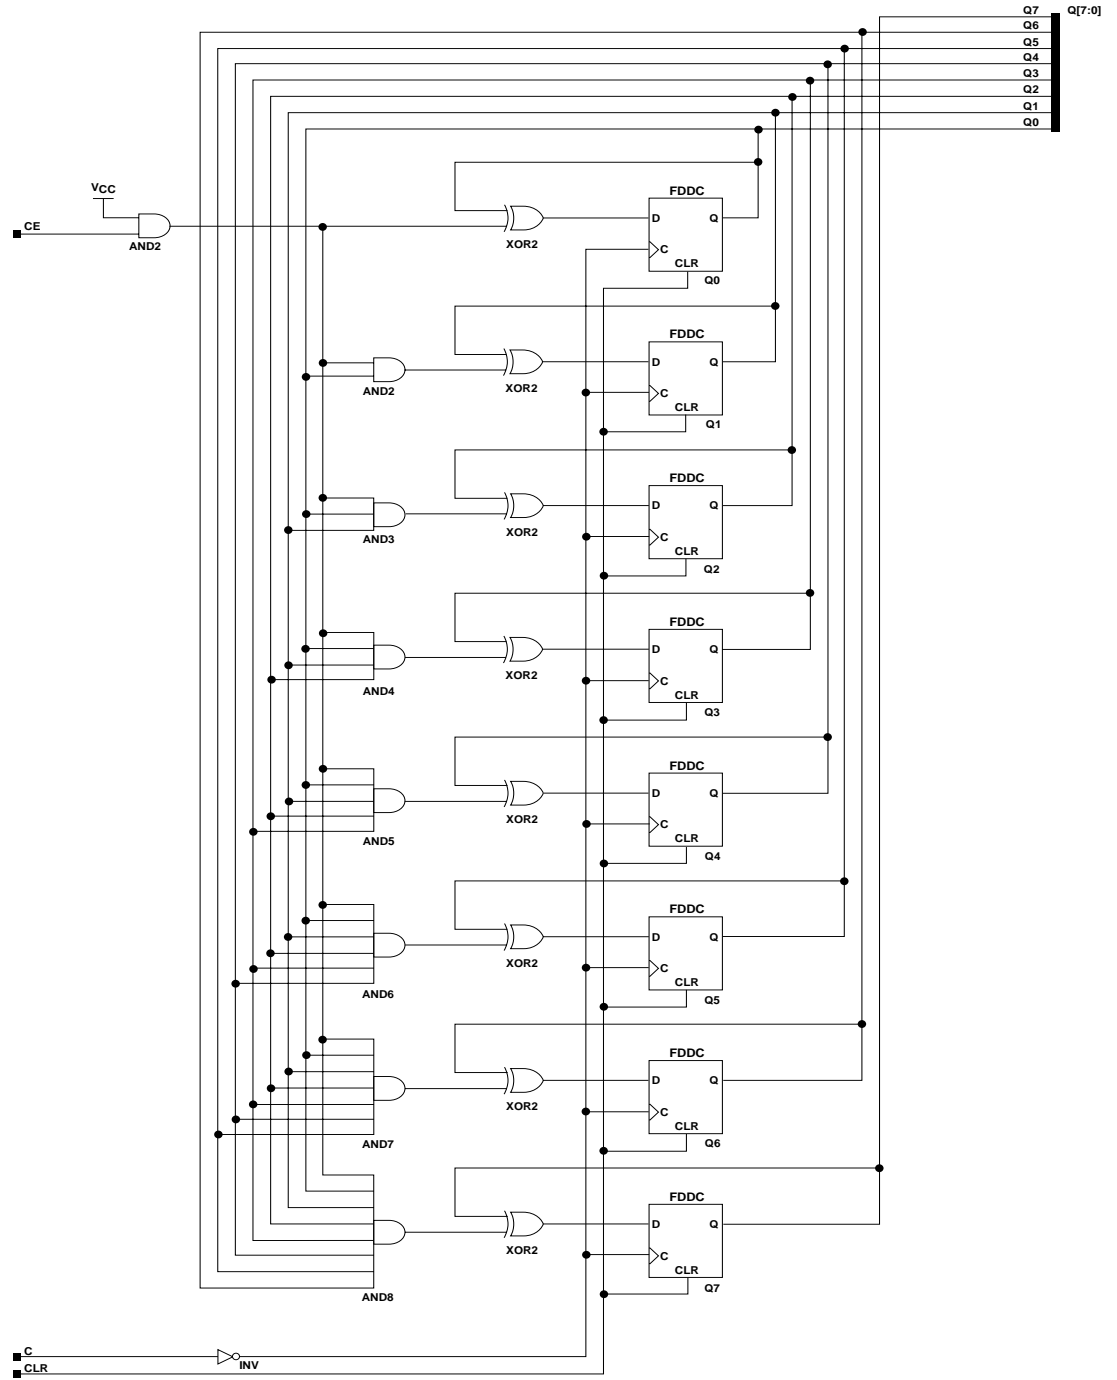 Q7 Q[7:0]
Q6
Q5
Q4
Q3
Q2
Q1
Q0
VCC
CE
AND2
XOR2
FDDC
D Q
C
CLR
Q0
AND2
XOR2
FDDC
D Q
C
CLR
Q1
AND3
XOR2
FDDC
D Q
C
CLR
Q2
AND4
XOR2
FDDC
D Q
C
CLR
Q3
AND5
XOR2
FDDC
D Q
C
CLR
Q4
AND6
XOR2
FDDC
D Q
C
CLR
Q5
AND7
XOR2
FDDC
D Q
C
CLR
Q6
AND8
XOR2
FDDC
D Q
C
CLR
Q7
C
INV
CLR